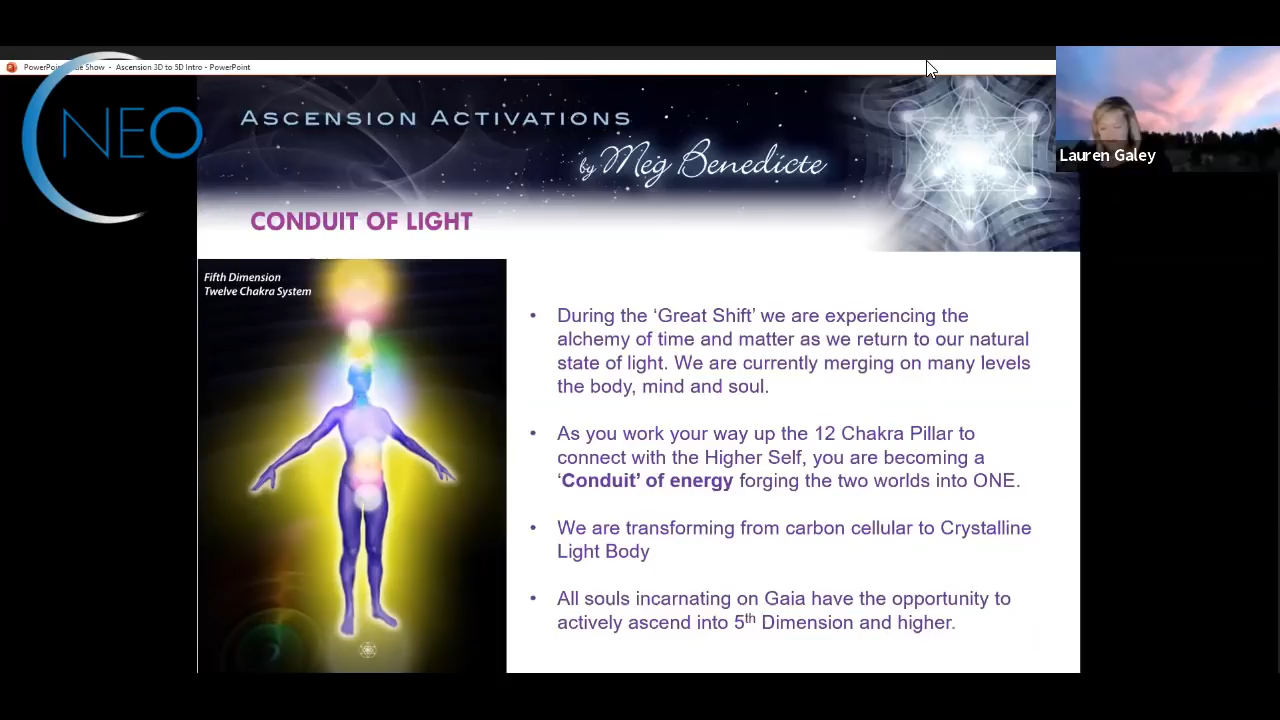 PowerPoi
de Show - Ascension 3D to 5D Intro - PowerPoint
NEO
ASCENSION ACTIVATIONS
by Meg Benedicte
Lauren Galey
CONDUIT OF LIGHT
Fifth Dimension
Twelve Chakra System
• During the ‘Great Shift’ we are experiencing the
alchemy of time and matter as we return to our natural
state of light. We are currently merging on many levels
the body, mind and soul.
• As you work your way up the 12 Chakra Pillar to
connect with the Higher Self, you are becoming a
‘Conduit’ of energy forging the two worlds into ONE.
• We are transforming from carbon cellular to Crystalline
Light Body
• All souls incarnating on Gaia have the opportunity to
actively ascend into 5th Dimension and higher.